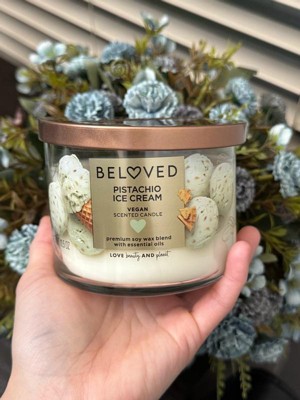 BELOVED
PISTACHIO
ICE CREAM
VEGAN
SCENTED CANDLE
premium soy wax blend
with essential oils
LOVE beauty AND planet